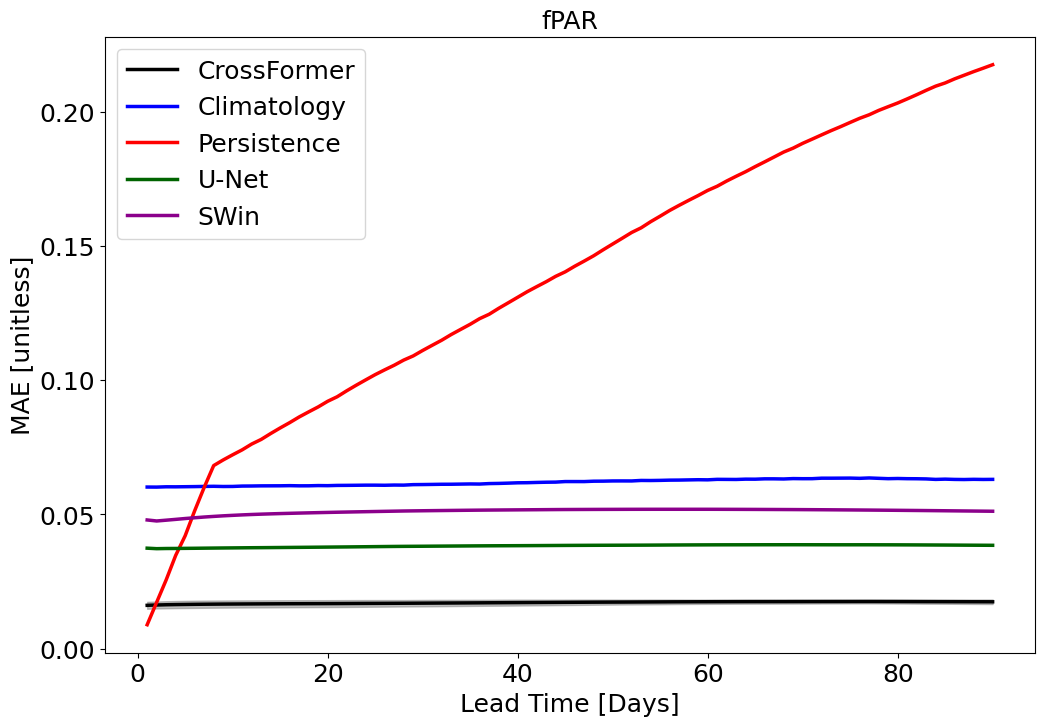 fPAR
CrossFormer
Climatology
Persistence
U-Net
SWin
MAE [unitless]
0.20
0.15
0.10
0.05
0.00
0 20 40 60 80
Lead Time [Days]